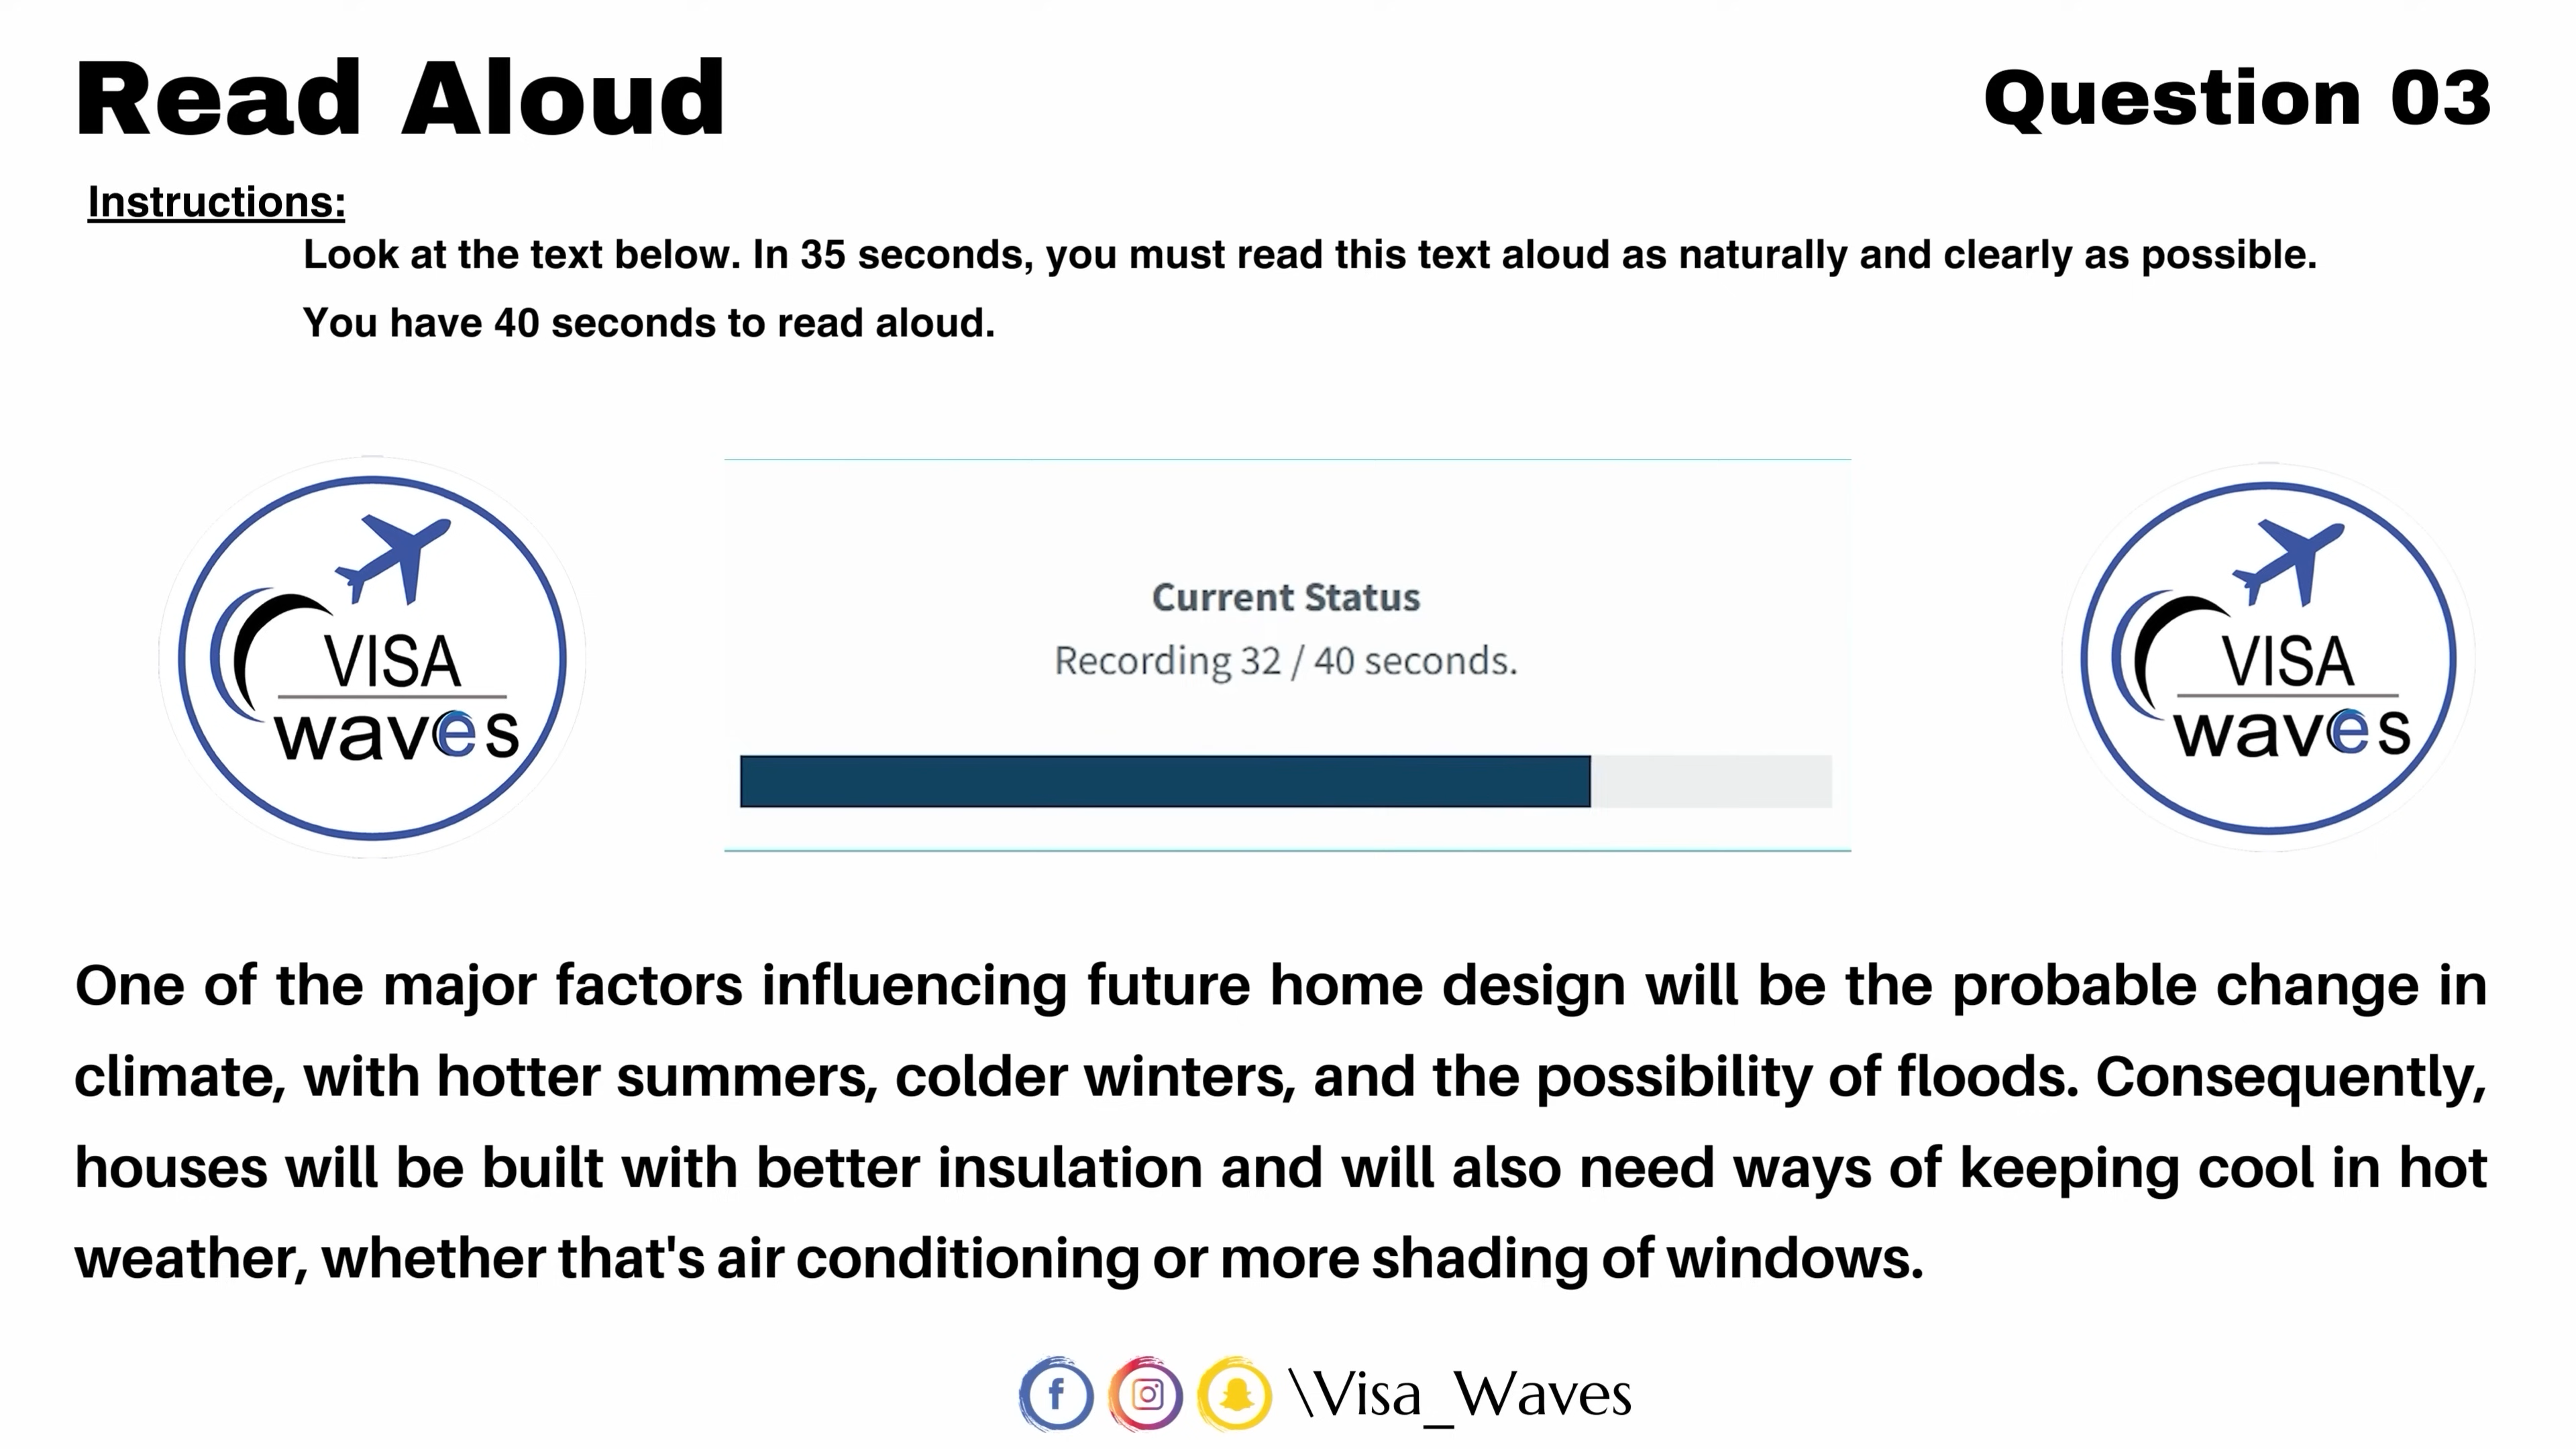 Read Aloud
Question 03
Instructions:
Look at the text below. In 35 seconds, you must read this text aloud as naturally and clearly as possible.
You have 40 seconds to read aloud.
VISA
waves
Current Status
Recording 32 / 40 seconds.
VISA
waves
One of the major factors influencing future home design will be the probable change in
climate, with hotter summers, colder winters, and the possibility of floods. Consequently,
houses will be built with better insulation and will also need ways of keeping cool in hot
weather, whether that's air conditioning or more shading of windows.
\Visa_Waves